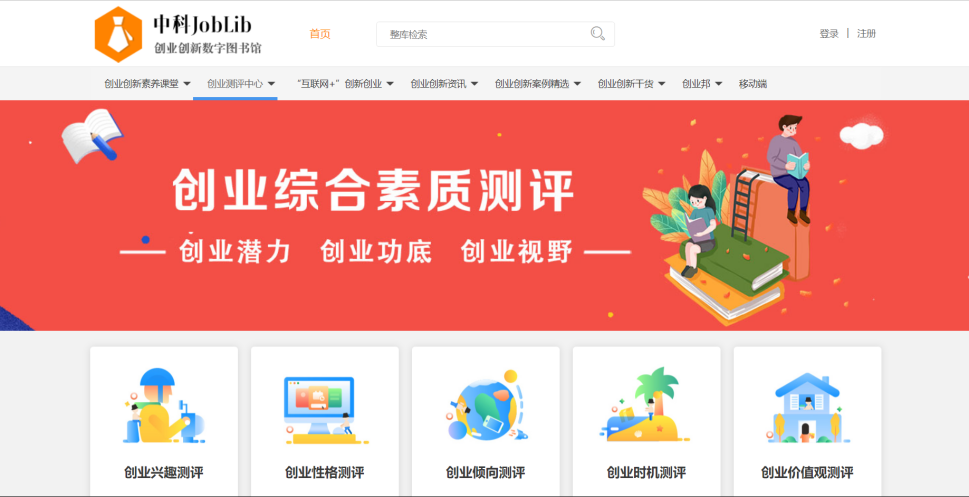 中科JobLib
创业创新数字图书馆
首页
整库检索
登录 | 注册
创业创新素养课堂 创业测评中心 “互联网+”创新创业 创业创新资讯 创业创新案例精选 创业创新干货 创业邦 移动端
创业综合素质测评
创业潜力 创业功底 创业视野
创业兴趣测评 创业性格测评 创业倾向测评 创业时机测评 创业价值观测评